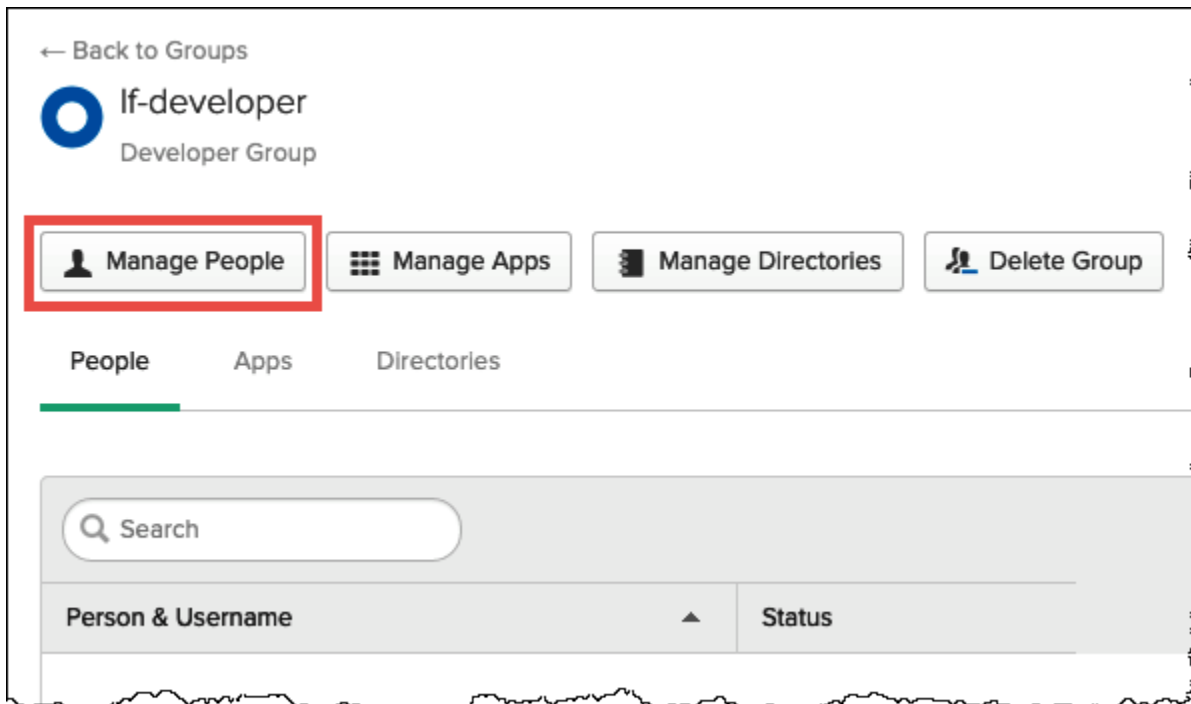 ← Back to Groups
lf-developer
Developer Group
Manage People Manage Apps Manage Directories Delete Group
People Apps Directories
Search
Person & Username Status